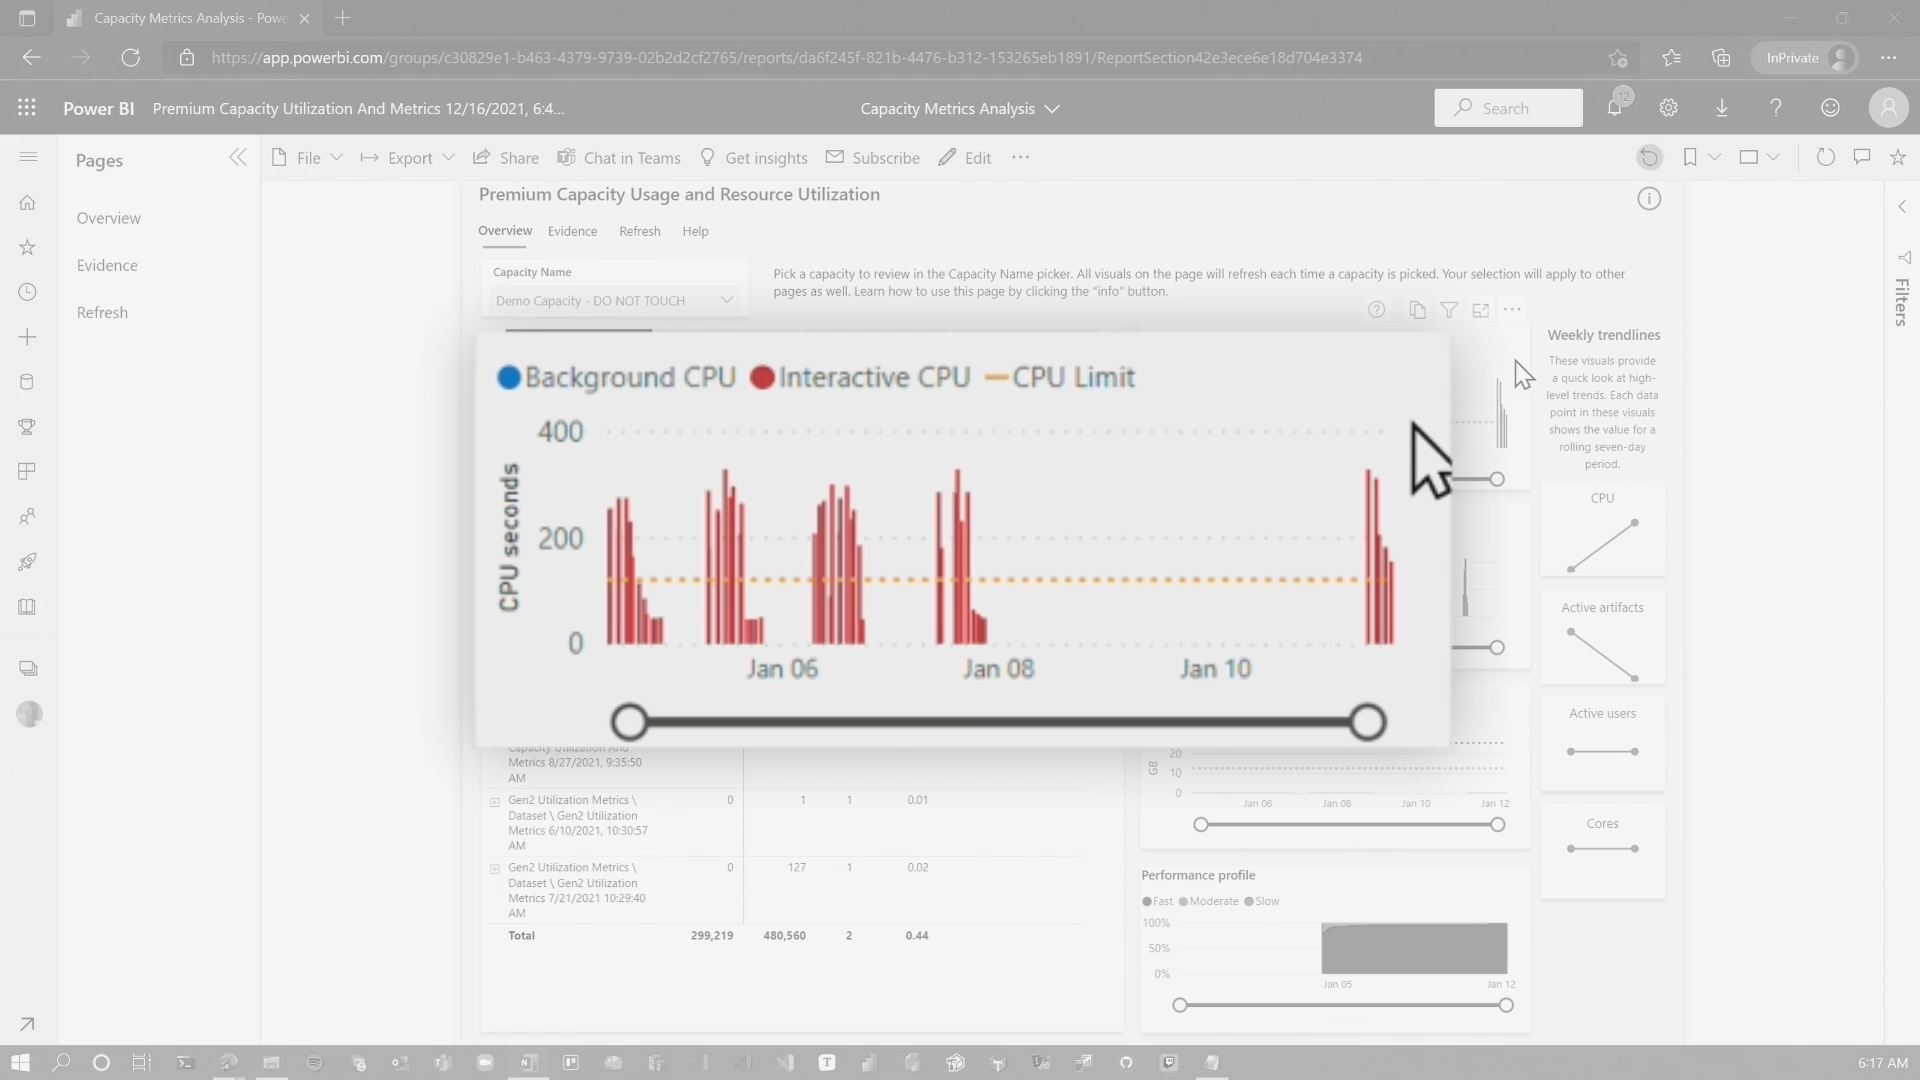 Capacity Metrics Analysis - Powe
https://app.powerbi.com/groups/c30829e1-b463-4379-9739-02b2d2cf2765/reports/da6f245f-821b-4476-b312-153265eb1891/ReportSection42e3ece6e18d704e3374
InPrivate
Power BI Premium Capacity Utilization And Metrics 12/16/2021, 6:4...
Capacity Metrics Analysis
Search
12
Pages
File Export Share Chat in Teams Get insights Subscribe Edit
Overview
Evidence
Refresh
Premium Capacity Usage and Resource Utilization
Overview Evidence Refresh Help
Capacity Name
Demo Capacity - DO NOT TOUCH
Pick a capacity to review in the Capacity Name picker. All visuals on the page will refresh each time a capacity is picked. Your selection will apply to other
pages as well. Learn how to use this page by clicking the "info" button.
Filters
Background CPU Interactive CPU CPU Limit
400
200
0
CPU seconds
Jan 06 Jan 08 Jan 10
Weekly trendlines
These visuals provide
a quick look at high-
level trends. Each data
point in these visuals
shows the value for a
rolling seven-day
period.
CPU
Active artifacts
Active users
Cores
Capacity Utilization And
Metrics 8/27/2021, 9:35:50
AM
Gen2 Utilization Metrics \ 0 1 1 0.01
Dataset \ Gen2 Utilization
Metrics 6/10/2021, 10:30:57
AM
Gen2 Utilization Metrics \ 0 127 1 0.02
Dataset \ Gen2 Utilization
Metrics 7/21/2021 10:29:40
AM
Total 299,219 480,560 2 0.44
GB
20
10
0
Jan 06 Jan 08 Jan 10 Jan 12
Performance profile
Fast Moderate Slow
100%
50%
0%
Jan 05 Jan 12
6:17 AM